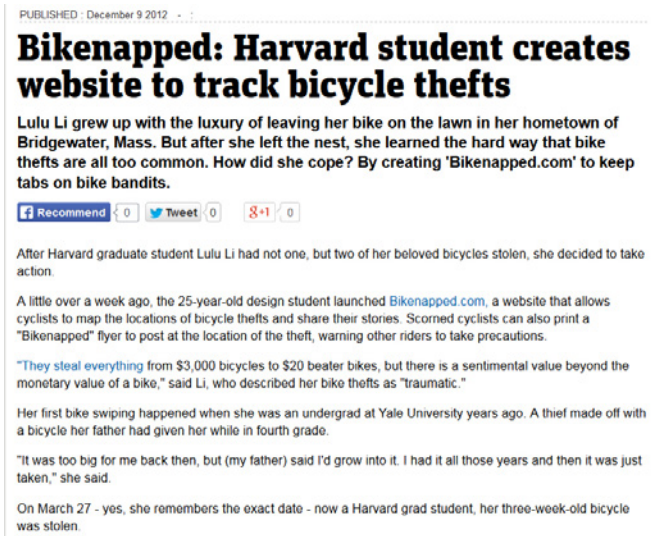 PUBLISHED : December 9 2012 - :
Bikenapped: Harvard student creates
website to track bicycle thefts
Lulu Li grew up with the luxury of leaving her bike on the lawn in her hometown of
Bridgewater, Mass. But after she left the nest, she learned the hard way that bike
thefts are all too common. How did she cope? By creating 'Bikenapped.com' to keep
tabs on bike bandits.
f Recommend 0 Tweet 0 g+1 0
After Harvard graduate student Lulu Li had not one, but two of her beloved bicycles stolen, she decided to take
action.
A little over a week ago, the 25-year-old design student launched Bikenapped.com, a website that allows
cyclists to map the locations of bicycle thefts and share their stories. Scorned cyclists can also print a
"Bikenapped" flyer to post at the location of the theft, warning other riders to take precautions.
"They steal everything from $3,000 bicycles to $20 beater bikes, but there is a sentimental value beyond the
monetary value of a bike," said Li, who described her bike thefts as "traumatic."
Her first bike swiping happened when she was an undergrad at Yale University years ago. A thief made off with
a bicycle her father had given her while in fourth grade.
"It was too big for me back then, but (my father) said I'd grow into it. I had it all those years and then it was just
taken," she said.
On March 27 - yes, she remembers the exact date - now a Harvard grad student, her three-week-old bicycle
was stolen.